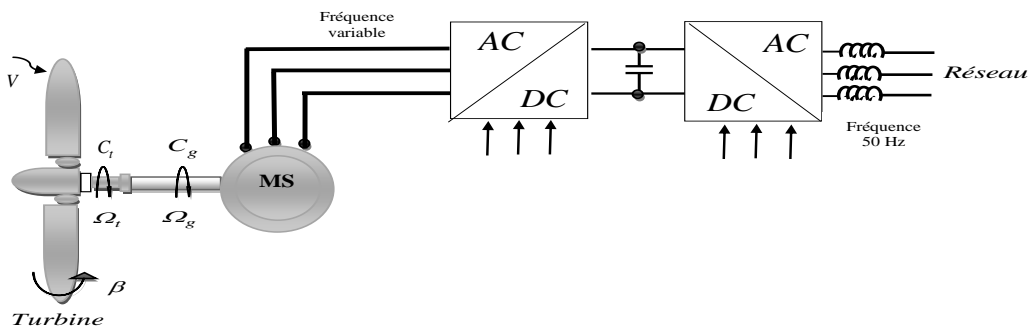 Fréquence
variable
V
C_t
C_g
MS
Ω_t
Ω_g
β
Turbine
AC
DC
AC
DC
Réseau
Fréquence
50 Hz